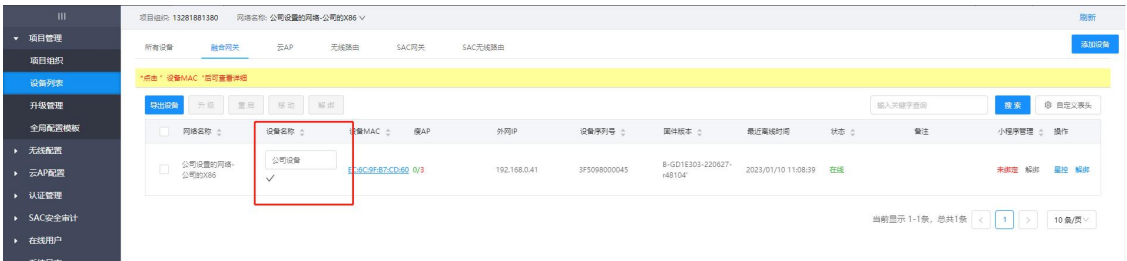 项目组织: 13281881380 网络名称: 公司设置的网络-公司的X86 刷新
项目管理
项目组织
设备列表
升级管理
全局配置模板
无线配置
云AP配置
认证管理
SAC安全审计
在线用户
所有设备 融合网关 云AP 无线路由 SAC网关 SAC无线路由 添加设备
*点击 " 设备MAC "后可查看详细
导出设备 升级 重启 移动 解绑 输入关键字查询 搜索 自定义表头
网络名称 设备名称 设备MAC 瘦AP 外网IP 设备序列号 固件版本 最近离线时间 状态 备注 小程序管理 操作
公司设置的网络-公司的X86 公司设备 EC:6C:9F:B7:CD:60 0/3 192.168.0.41 3F5098000045 B-GD1E303-220627-r48104' 2023/01/10 11:08:39 在线 未绑定 解绑 星控 解绑
当前显示 1-1条, 总共1条 < 1 > 10 条/页